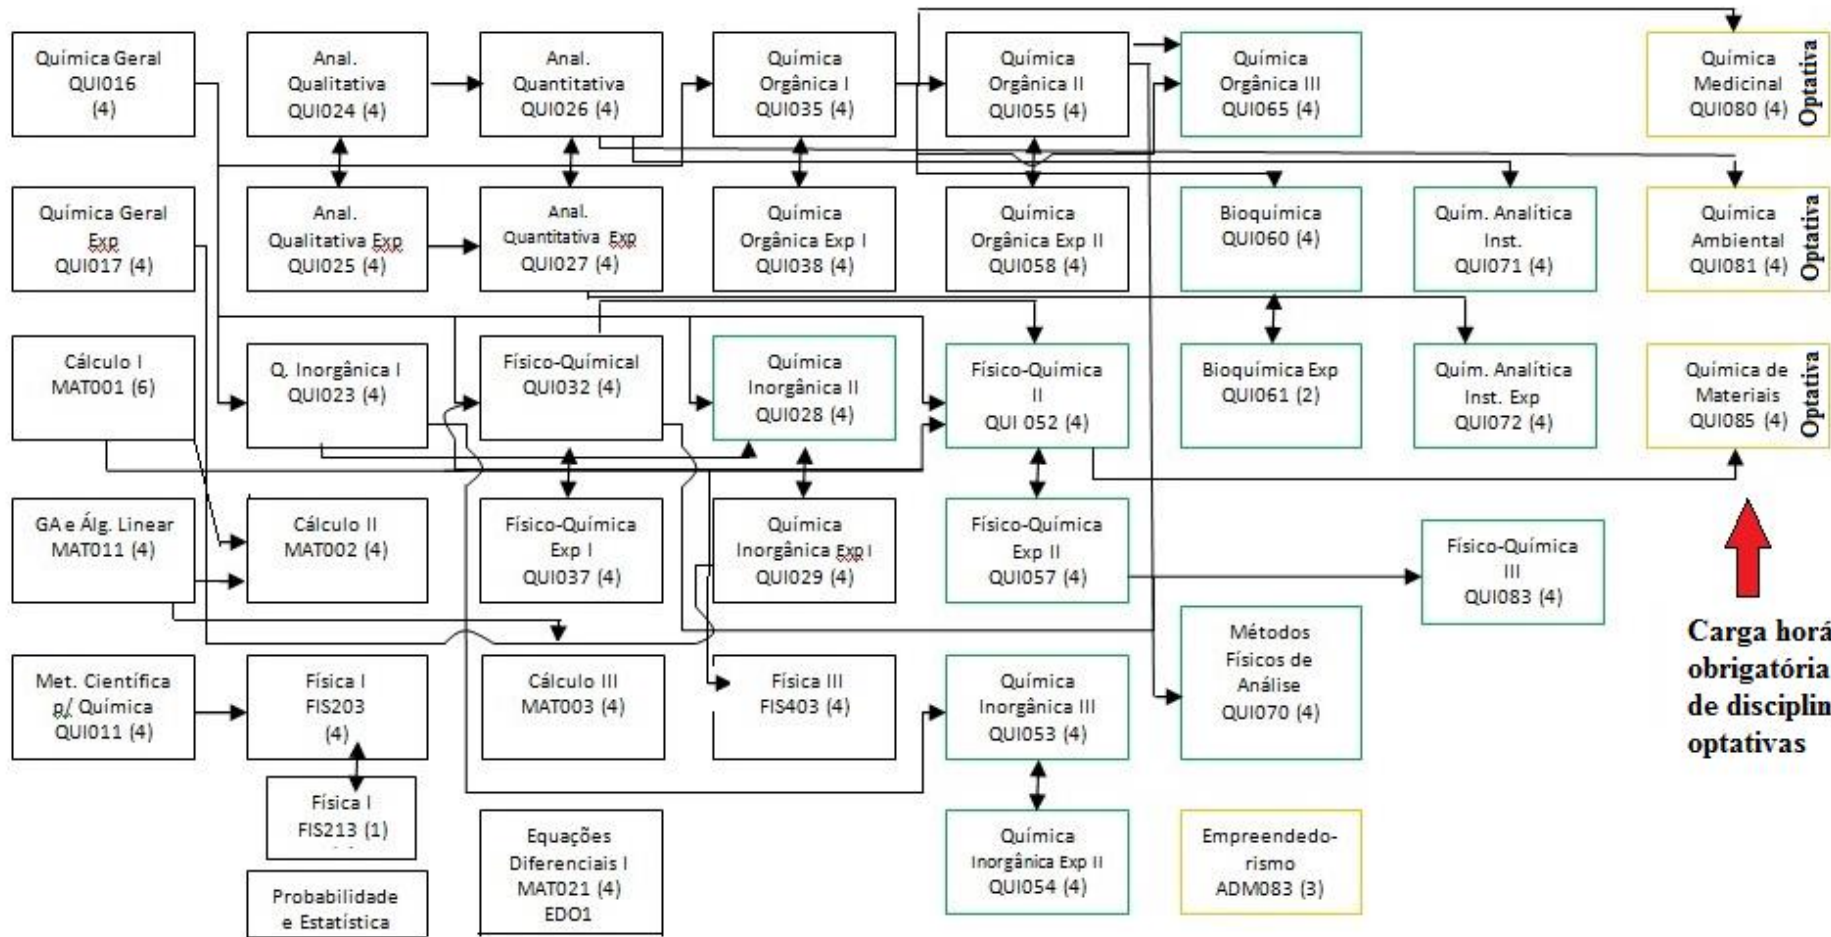 Química Geral
QUI016
(4)
Anal.
Qualitativa
QUI024 (4)
Anal.
Quantitativa
QUI026 (4)
Química
Orgânica I
QUI035 (4)
Química
Orgânica II
QUI055 (4)
Química
Orgânica III
QUI065 (4)
Química
Medicinal
QUI080 (4)
Optativa
Química Geral
Exp
QUI017 (4)
Anal.
Qualitativa Exp
QUI025 (4)
Anal.
Quantitativa Exp
QUI027 (4)
Química
Orgânica Exp I
QUI038 (4)
Química
Orgânica Exp II
QUI058 (4)
Bioquímica
QUI060 (4)
Quim. Analítica
Inst.
QUI071 (4)
Química
Ambiental
QUI081 (4)
Optativa
Cálculo I
MAT001 (6)
Q. Inorgânica I
QUI023 (4)
Físico-QuímicaI
QUI032 (4)
Química
Inorgânica II
QUI028 (4)
Físico-Química
II
QUI 052 (4)
Bioquímica Exp
QUI061 (2)
Quim. Analítica
Inst. Exp
QUI072 (4)
Química de
Materiais
QUI085 (4)
Optativa
GA e Álg. Linear
MAT011 (4)
Cálculo II
MAT002 (4)
Físico-Química
Exp I
QUI037 (4)
Química
Inorgânica Exp I
QUI029 (4)
Físico-Química
Exp II
QUI057 (4)
Físico-Química
III
QUI083 (4)
Met. Científica
p/ Química
QUI011 (4)
Física I
FIS203
(4)
Cálculo III
MAT003 (4)
Física III
FIS403 (4)
Química
Inorgânica III
QUI053 (4)
Métodos
Físicos de
Análise
QUI070 (4)
Carga horá
obrigatória
de disciplin
optativas
Física I
FIS213 (1)
Equações
Diferenciais I
MAT021 (4)
EDO1
Química
Inorgânica Exp II
QUI054 (4)
Empreendedo-
rismo
ADM083 (3)
Probabilidade
e Estatística